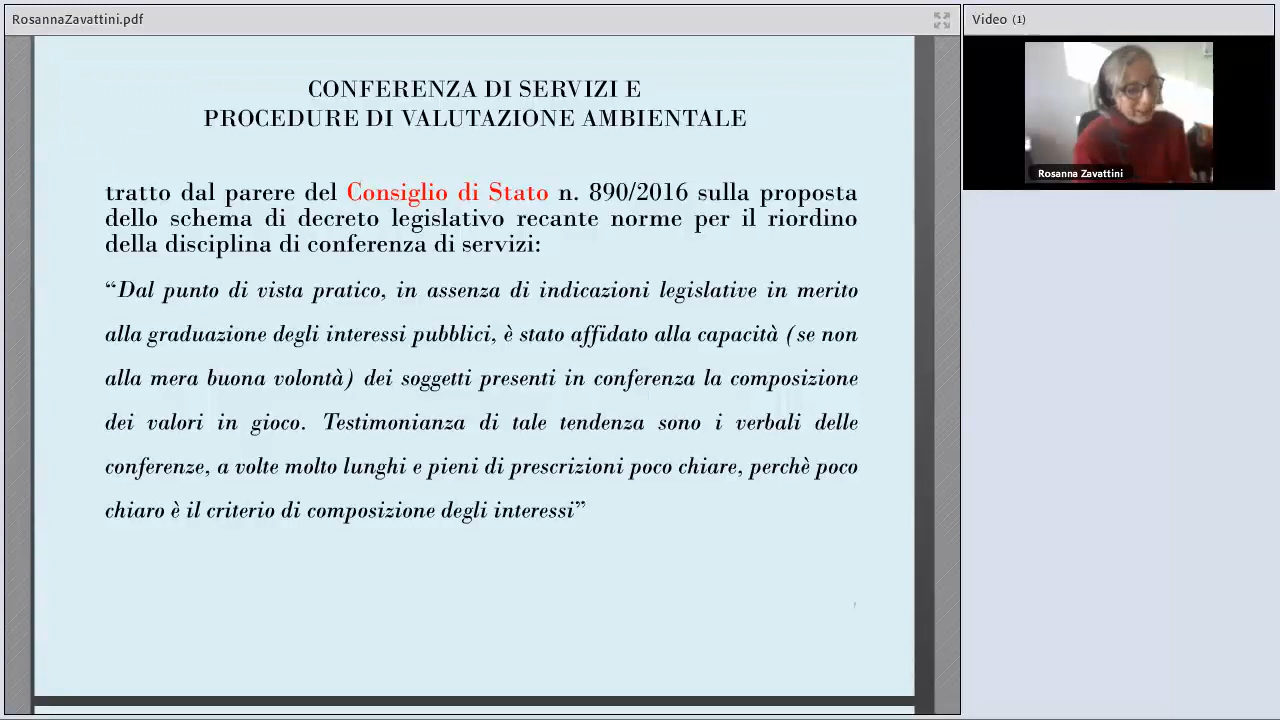 RosannaZavattini.pdf
Video (1)
CONFERENZA DI SERVIZI E
PROCEDURE DI VALUTAZIONE AMBIENTALE
tratto dal parere del Consiglio di Stato n. 890/2016 sulla proposta
dello schema di decreto legislativo recante norme per il riordino
della disciplina di conferenza di servizi:
“Dal punto di vista pratico, in assenza di indicazioni legislative in merito
alla graduazione degli interessi pubblici, è stato affidato alla capacità (se non
alla mera buona volontà) dei soggetti presenti in conferenza la composizione
dei valori in gioco. Testimonianza di tale tendenza sono i verbali delle
conferenze, a volte molto lunghi e pieni di prescrizioni poco chiare, perchè poco
chiaro è il criterio di composizione degli interessi”
Rosanna Zavattini